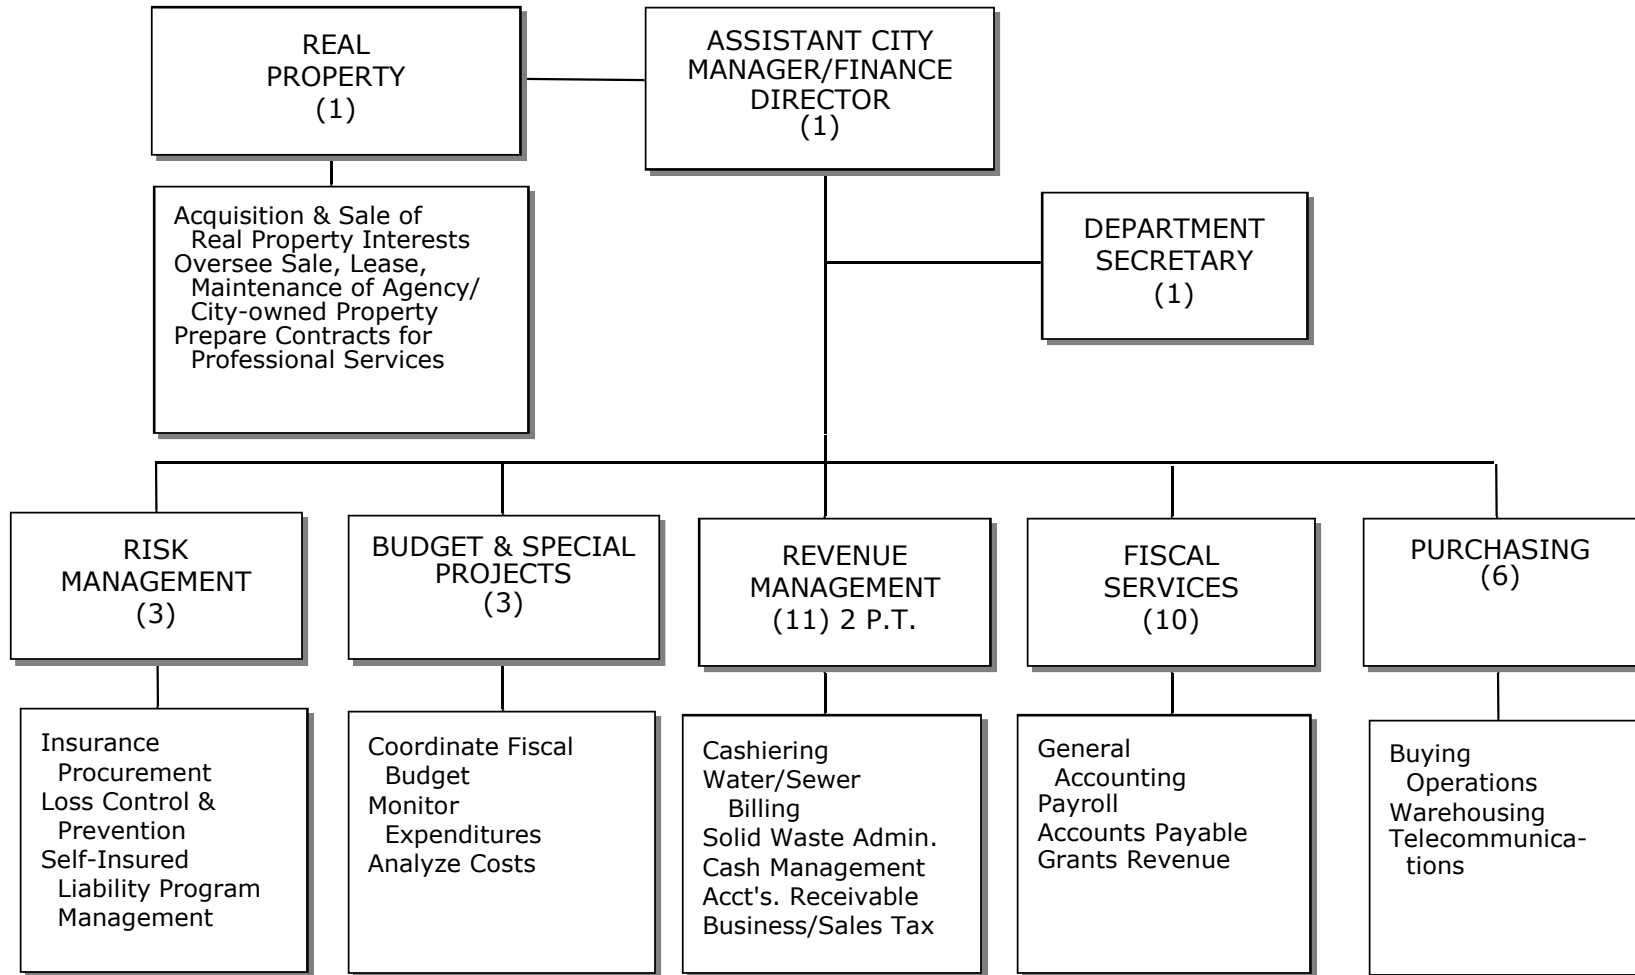 REAL
PROPERTY
(1)
ASSISTANT CITY
MANAGER/FINANCE
DIRECTOR
(1)
Acquisition & Sale of
Real Property Interests
Oversee Sale, Lease,
Maintenance of Agency/
City-owned Property
Prepare Contracts for
Professional Services
DEPARTMENT
SECRETARY
(1)
RISK
MANAGEMENT
(3)
BUDGET & SPECIAL
PROJECTS
(3)
REVENUE
MANAGEMENT
(11) 2 P.T.
FISCAL
SERVICES
(10)
PURCHASING
(6)
Insurance
Procurement
Loss Control &
Prevention
Self-Insured
Liability Program
Management
Coordinate Fiscal
Budget
Monitor
Expenditures
Analyze Costs
Cashiering
Water/Sewer
Billing
Solid Waste Admin.
Cash Management
Acct's. Receivable
Business/Sales Tax
General
Accounting
Payroll
Accounts Payable
Grants Revenue
Buying
Operations
Warehousing
Telecommunica-
tions